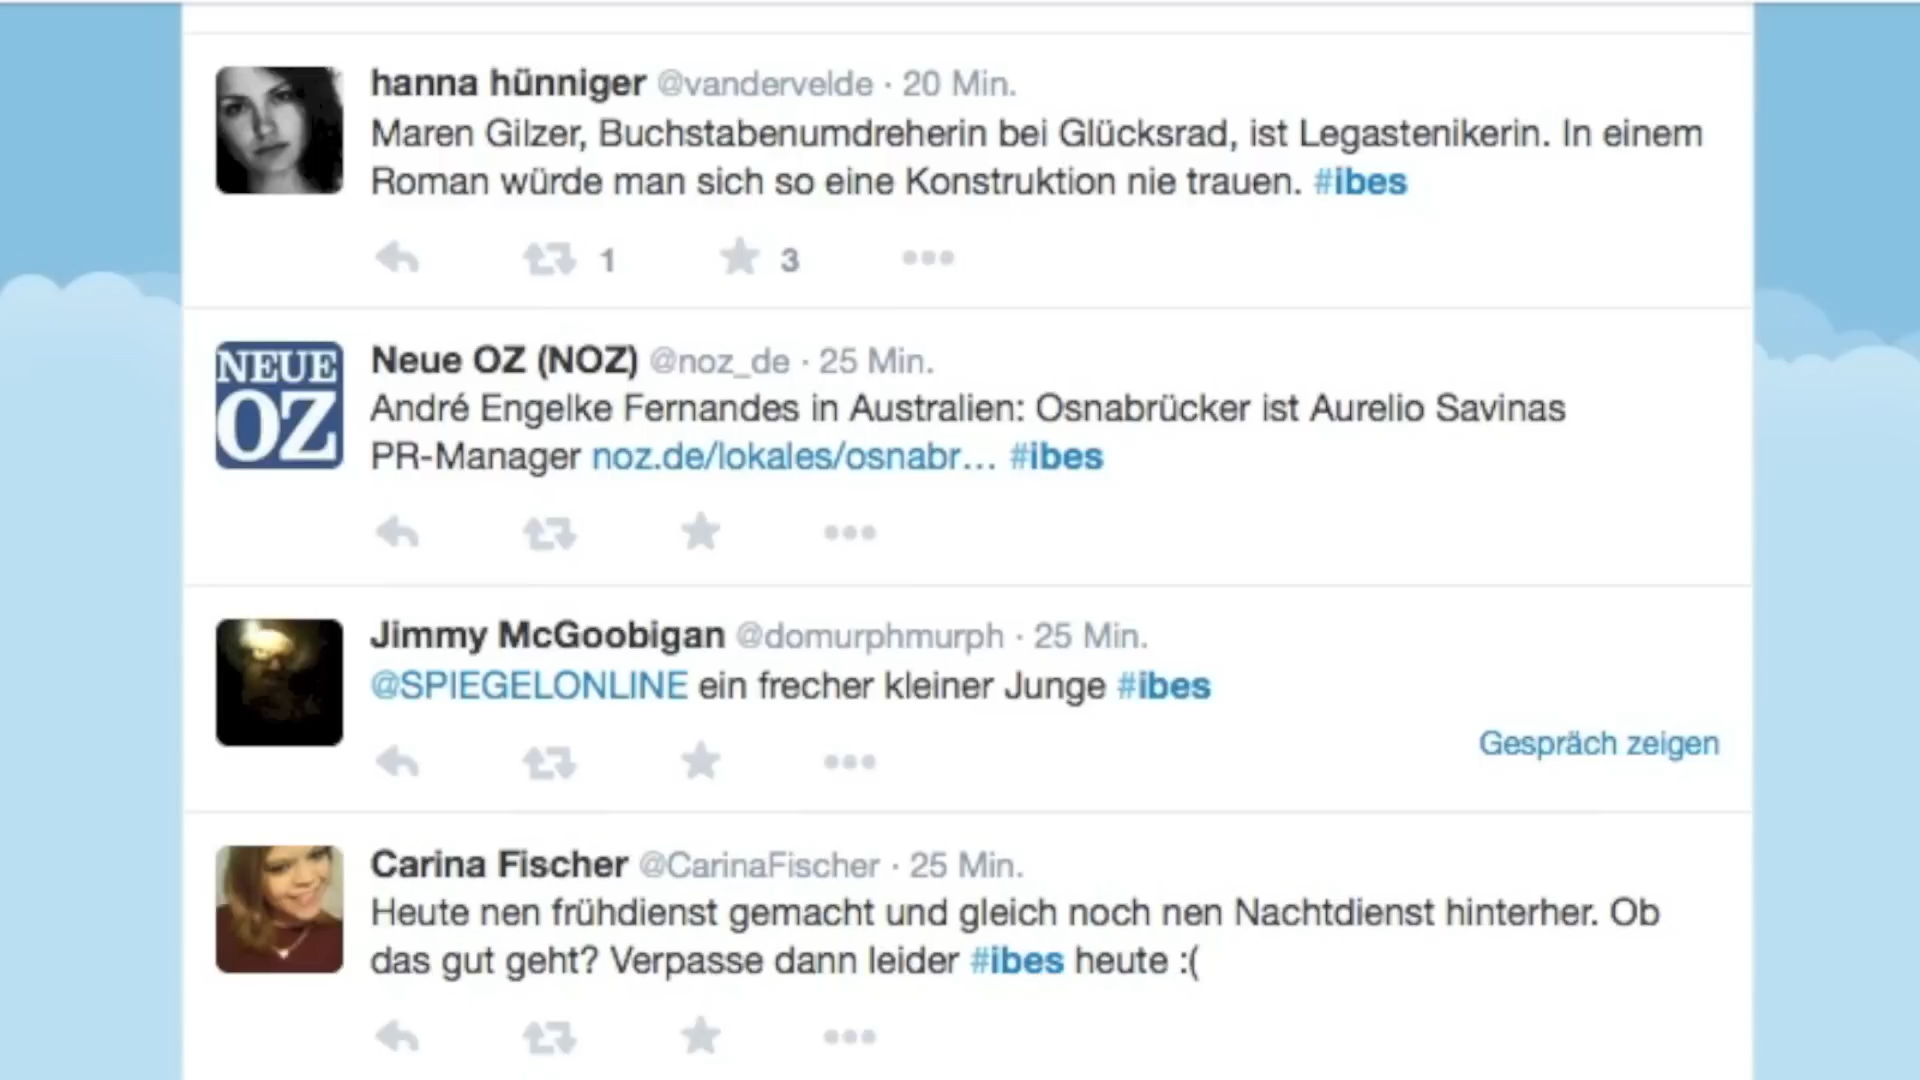 hanna hünniger @vandervelde · 20 Min.
Maren Gilzer, Buchstabenumdreherin bei Glücksrad, ist Legastenikerin. In einem
Roman würde man sich so eine Konstruktion nie trauen. #ibes
1 3
NEUE
OZ
Neue OZ (NOZ) @noz_de · 25 Min.
André Engelke Fernandes in Australien: Osnabrücker ist Aurelio Savinas
PR-Manager noz.de/lokales/osnabr... #ibes
Jimmy McGoobigan @domurphmurph · 25 Min.
@SPIEGELONLINE ein frecher kleiner Junge #ibes
Gespräch zeigen
Carina Fischer @CarinaFischer · 25 Min.
Heute nen frühdienst gemacht und gleich noch nen Nachtdienst hinterher. Ob
das gut geht? Verpasse dann leider #ibes heute :(